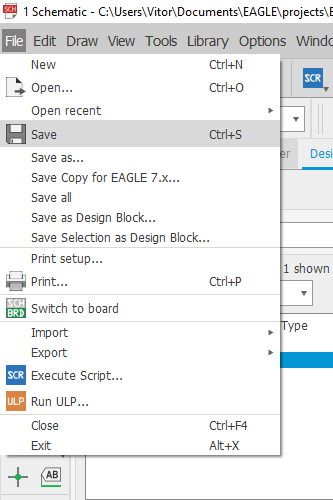 1 Schematic - C:\Users\Vitor\Documents\EAGLE\projects\E
File Edit Draw View Tools Library Options Windo
New Ctrl+N
Open... Ctrl+O
Open recent
Save Ctrl+S
Save as...
Save Copy for EAGLE 7.x...
Save all
Save as Design Block...
Save Selection as Design Block...
Print setup...
Print... Ctrl+P
SCH BRD Switch to board
Import
Export
SCR Execute Script...
ULP Run ULP...
Close Ctrl+F4
Exit Alt+X
SCR
er Desi
1 shown
Type
AB